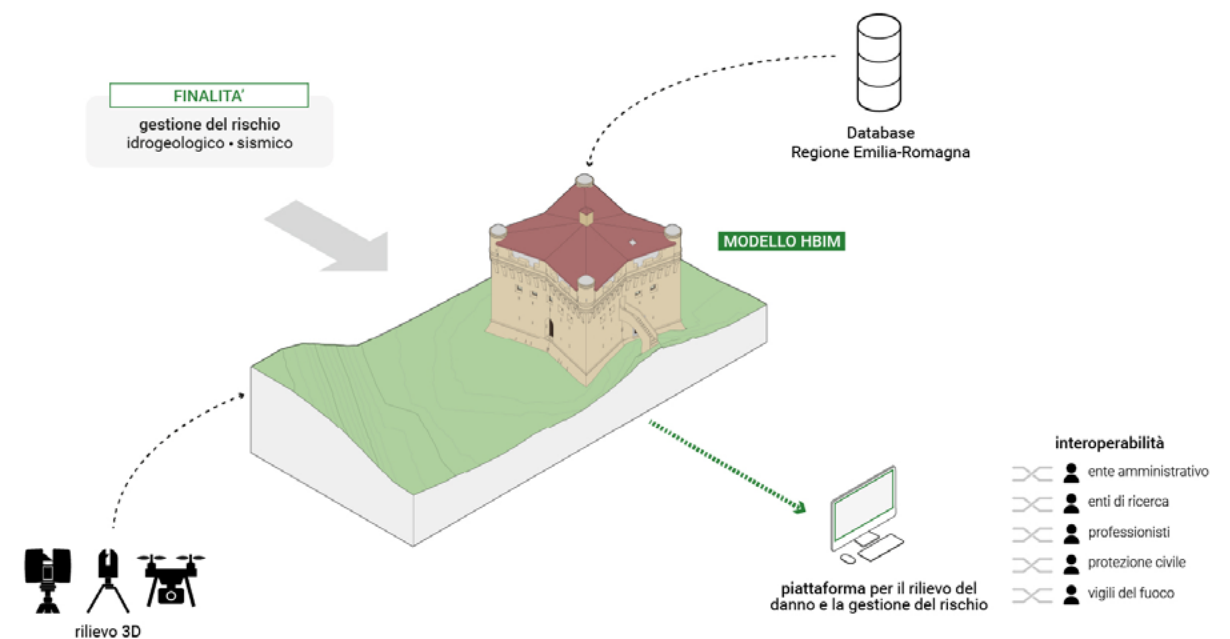 FINALITA'
gestione del rischio
idrogeologico • sismico
Database
Regione Emilia-Romagna
MODELLO HBIM
rilievo 3D
piattaforma per il rilievo del
danno e la gestione del rischio
interoperabilità
ente amministrativo
enti di ricerca
professionisti
protezione civile
vigili del fuoco